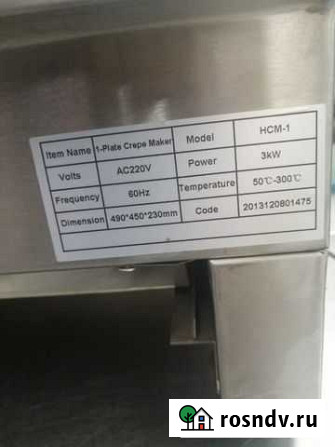 Item Name 1-Plate Crepe Maker Model HCM-1
Volts AC220V Power 3kW
Frequency 60Hz Temperature 50℃-300℃
Dimension 490*450*230mm Code 2013120801475
rosndv.ru